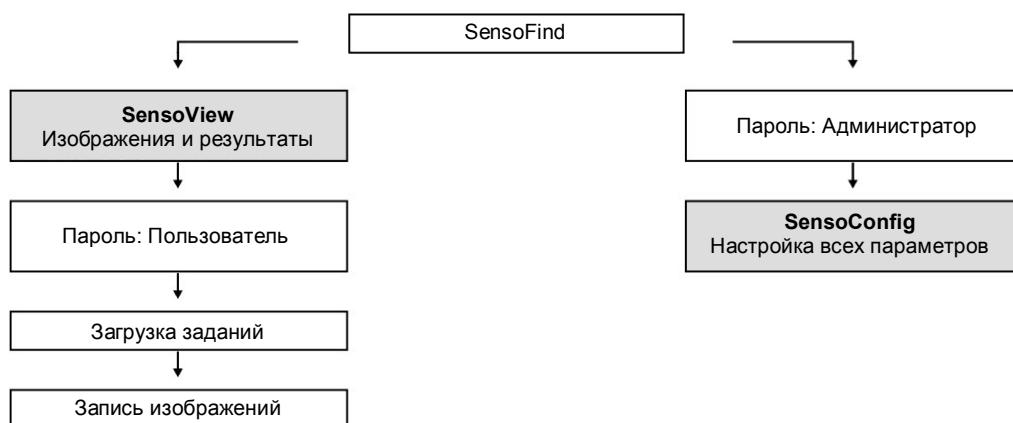 SensoFind
SensoView
Изображения и результаты
Пароль: Администратор
Пароль: Пользователь
SensoConfig
Настройка всех параметров
Загрузка заданий
Запись изображений